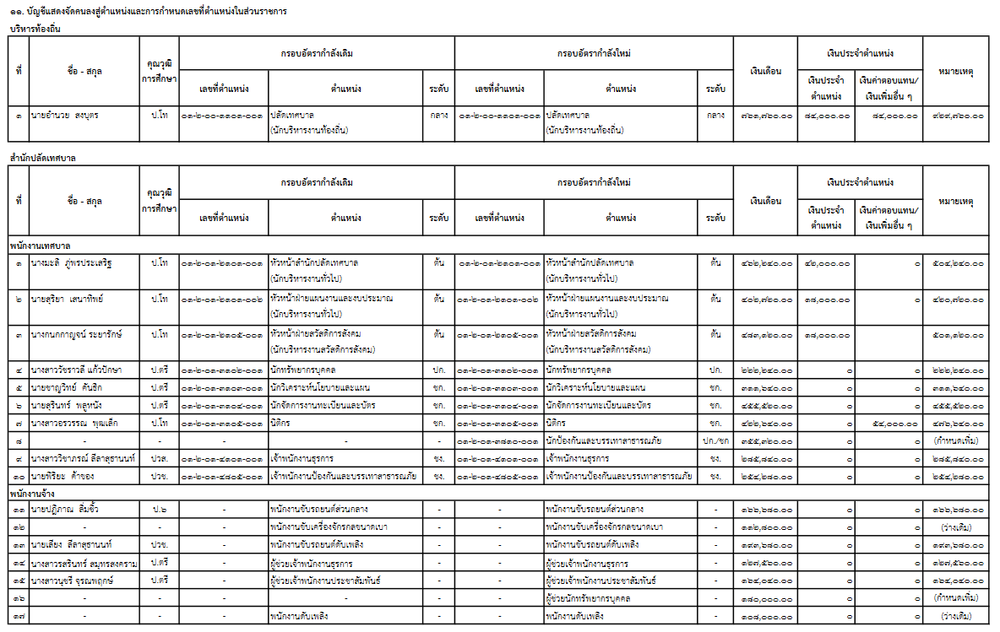 ๑๑. บัญชีแสดงจัดคนลงสู่ตำแหน่งและการกำหนดเลขที่ตำแหน่งในส่วนราชการ
บริหารท้องถิ่น
ที่ ชื่อ - สกุล คุณวุฒิการศึกษา กรอบอัตรากำลังเดิม กรอบอัตรากำลังใหม่ เงินเดือน เงินประจำตำแหน่ง หมายเหตุ
เลขที่ตำแหน่ง ตำแหน่ง ระดับ เลขที่ตำแหน่ง ตำแหน่ง ระดับ เงินประจำตำแหน่ง เงินค่าตอบแทน/เงินเพิ่มอื่น ๆ
๑ นายอำนวย สงบุตร ป.โท ๐๑-๒-๐๐-๑๑๐๑-๐๐๑ ปลัดเทศบาล กลาง ๐๑-๒-๐๐-๑๑๐๑-๐๐๑ ปลัดเทศบาล กลาง ๗๖๑,๗๖๐.๐๐ ๘๔,๐๐๐.๐๐ ๘๔,๐๐๐.๐๐ ๙๒๙,๗๖๐.๐๐
(นักบริหารงานท้องถิ่น) (นักบริหารงานท้องถิ่น)
สำนักปลัดเทศบาล
ที่ ชื่อ - สกุล คุณวุฒิการศึกษา กรอบอัตรากำลังเดิม กรอบอัตรากำลังใหม่ เงินเดือน เงินประจำตำแหน่ง หมายเหตุ
เลขที่ตำแหน่ง ตำแหน่ง ระดับ เลขที่ตำแหน่ง ตำแหน่ง ระดับ เงินประจำตำแหน่ง เงินค่าตอบแทน/เงินเพิ่มอื่น ๆ
พนักงานเทศบาล
๑ นางมะลิ ภู่พรประเสริฐ ป.โท ๐๑-๒-๐๑-๒๑๐๑-๐๐๑ หัวหน้าสำนักปลัดเทศบาล ต้น ๐๑-๒-๐๑-๒๑๐๑-๐๐๑ หัวหน้าสำนักปลัดเทศบาล ต้น ๔๖๒,๒๔๐.๐๐ ๔๒,๐๐๐.๐๐ ๐ ๕๐๔,๒๔๐.๐๐
(นักบริหารงานทั่วไป) (นักบริหารงานทั่วไป)
๒ นายสุริยา เสนาทิพย์ ป.โท ๐๑-๒-๐๑-๒๑๐๑-๐๐๒ หัวหน้าฝ่ายแผนงานและงบประมาณ ต้น ๐๑-๒-๐๑-๒๑๐๑-๐๐๒ หัวหน้าฝ่ายแผนงานและงบประมาณ ต้น ๔๐๒,๗๒๐.๐๐ ๑๘,๐๐๐.๐๐ ๐ ๔๒๐,๗๒๐.๐๐
(นักบริหารงานทั่วไป) (นักบริหารงานทั่วไป)
๓ นางกนกกาญจน์ ระยารักษ์ ป.โท ๐๑-๒-๐๑-๒๑๐๕-๐๐๑ หัวหน้าฝ่ายสวัสดิการสังคม ต้น ๐๑-๒-๐๑-๒๑๐๕-๐๐๑ หัวหน้าฝ่ายสวัสดิการสังคม ต้น ๔๘๓,๑๒๐.๐๐ ๑๘,๐๐๐.๐๐ ๕๐๑,๑๒๐.๐๐
(นักบริหารงานสวัสดิการสังคม) (นักบริหารงานสวัสดิการสังคม)
๔ นางสาววัชราวลี แก้วปักษา ป.ตรี ๐๑-๒-๐๑-๓๑๐๒-๐๐๑ นักทรัพยากรบุคคล ปก. ๐๑-๒-๐๑-๓๑๐๒-๐๐๑ นักทรัพยากรบุคคล ปก. ๒๒๒,๒๔๐.๐๐ ๐ ๐ ๒๒๒,๒๔๐.๐๐
๕ นายชาญวิทย์ คันธิก ป.ตรี ๐๑-๒-๐๑-๓๑๐๓-๐๐๑ นักวิเคราะห์นโยบายและแผน ชก. ๐๑-๒-๐๑-๓๑๐๓-๐๐๑ นักวิเคราะห์นโยบายและแผน ชก. ๓๑๑,๖๔๐.๐๐ ๐ ๐ ๓๑๑,๖๔๐.๐๐
๖ นายสุรินทร์ พลูหนัง ป.ตรี ๐๑-๒-๐๑-๓๑๐๔-๐๐๑ นักจัดการงานทะเบียนและบัตร ชก. ๐๑-๒-๐๑-๓๑๐๔-๐๐๑ นักจัดการงานทะเบียนและบัตร ชก. ๔๕๕,๕๒๐.๐๐ ๐ ๐ ๔๕๕,๕๒๐.๐๐
๗ นางสาวอรวรรณ พุฒเล็ก ป.โท ๐๑-๒-๐๑-๓๑๐๕-๐๐๑ นิติกร ชก. ๐๑-๒-๐๑-๓๑๐๕-๐๐๑ นิติกร ชก. ๔๒๒,๖๔๐.๐๐ ๐ ๕๔,๐๐๐.๐๐ ๔๗๖,๖๔๐.๐๐
๘ - - - - - ๐๑-๒-๐๑-๓๘๑๐-๐๐๑ นักป้องกันและบรรเทาสาธารณภัย ปก./ชก ๓๕๕,๓๒๐.๐๐ ๐ ๐ (กำหนดเพิ่ม)
๙ นางสาววิชาภรณ์ ลีลาสุธานนท์ ปวส. ๐๑-๒-๐๑-๔๑๐๑-๐๐๑ เจ้าพนักงานธุรการ ชง. ๐๑-๒-๐๑-๔๑๐๑-๐๐๑ เจ้าพนักงานธุรการ ชง. ๒๘๕,๘๔๐.๐๐ ๐ ๐ ๒๘๕,๘๔๐.๐๐
๑๐ นายพิริยะ ค้าของ ปวช. ๐๑-๒-๐๑-๔๘๐๕-๐๐๑ เจ้าพนักงานป้องกันและบรรเทาสาธารณภัย ชง. ๐๑-๒-๐๑-๔๘๐๕-๐๐๑ เจ้าพนักงานป้องกันและบรรเทาสาธารณภัย ชง. ๒๕๔,๒๘๐.๐๐ ๐ ๐ ๒๕๔,๒๘๐.๐๐
พนักงานจ้าง
๑๑ นายปฎิภาณ ลิ่มซิ้ว ป.๖ - พนักงานขับรถยนต์ส่วนกลาง - - พนักงานขับรถยนต์ส่วนกลาง - ๑๖๖,๖๘๐.๐๐ ๐ ๐ ๑๖๖,๖๘๐.๐๐
๑๒ - - - พนักงานขับเครื่องจักรกลขนาดเบา - - พนักงานขับเครื่องจักรกลขนาดเบา - ๑๑๒,๘๐๐.๐๐ ๐ ๐ (ว่างเดิม)
๑๓ นายเลียง ลีลาสุธานนท์ ปวช. - พนักงานขับรถยนต์ดับเพลิง - - พนักงานขับรถยนต์ดับเพลิง - ๑๙๓,๖๘๐.๐๐ ๐ ๐ ๑๙๓,๖๘๐.๐๐
๑๔ นางสาวรสรินทร์ สมุทรสงคราม ป.ตรี - ผู้ช่วยเจ้าพนักงานธุรการ - - ผู้ช่วยเจ้าพนักงานธุรการ - ๑๒๗,๕๖๐.๐๐ ๐ ๐ ๑๒๗,๕๖๐.๐๐
๑๕ นางสาวนุชรี จุรณพฤกษ์ ป.ตรี - ผู้ช่วยเจ้าพนักงานประชาสัมพันธ์ - - ผู้ช่วยเจ้าพนักงานประชาสัมพันธ์ - ๑๖๔,๐๔๐.๐๐ ๐ ๐ ๑๖๔,๐๔๐.๐๐
๑๖ - - - - - - ผู้ช่วยนักทรัพยากรบุคคล - ๑๘๐,๐๐๐.๐๐ ๐ ๐ (กำหนดเพิ่ม)
๑๗ - - - พนักงานดับเพลิง - - พนักงานดับเพลิง - ๑๐๘,๐๐๐.๐๐ ๐ ๐ (ว่างเดิม)